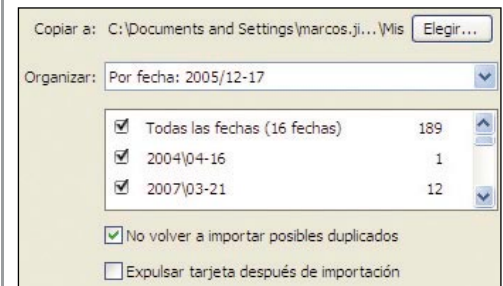 Copiar a: C:\Documents and Settings\marcos.ji...\Mis Elegir...
Organizar: Por fecha: 2005/12-17
Todas las fechas (16 fechas) 189
2004\04-16 1
2007\03-21 12
No volver a importar posibles duplicados
Expulsar tarjeta después de importación